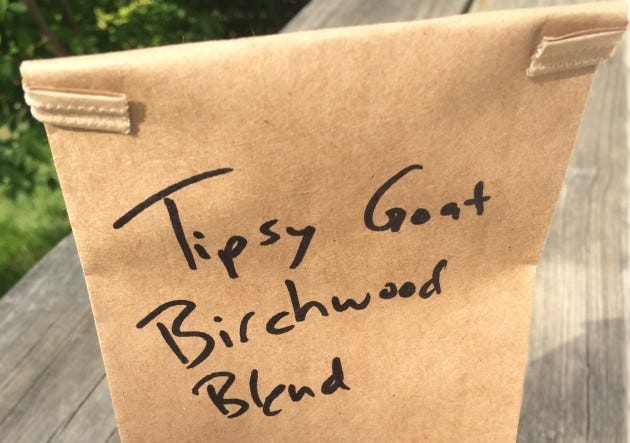 Tipsy Goat
Birchwood
Blend